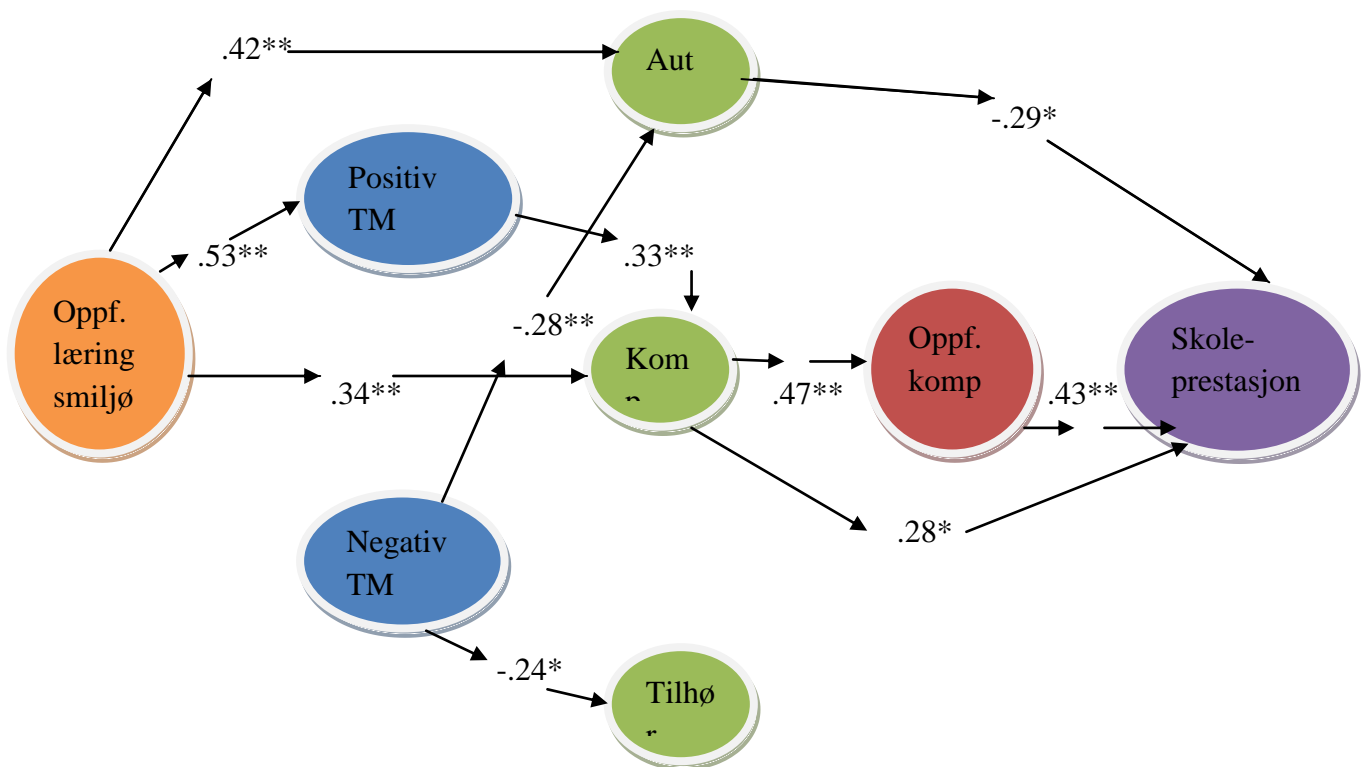 .42**
Aut
-.29*
Positiv
TM
.53**
.33**
Oppf.
læring
smiljø
-.28**
Kom
Oppf.
komp
Skole-
prestasjon
.34**
.47**
.43**
.28*
Negativ
TM
-.24*
Tilhø